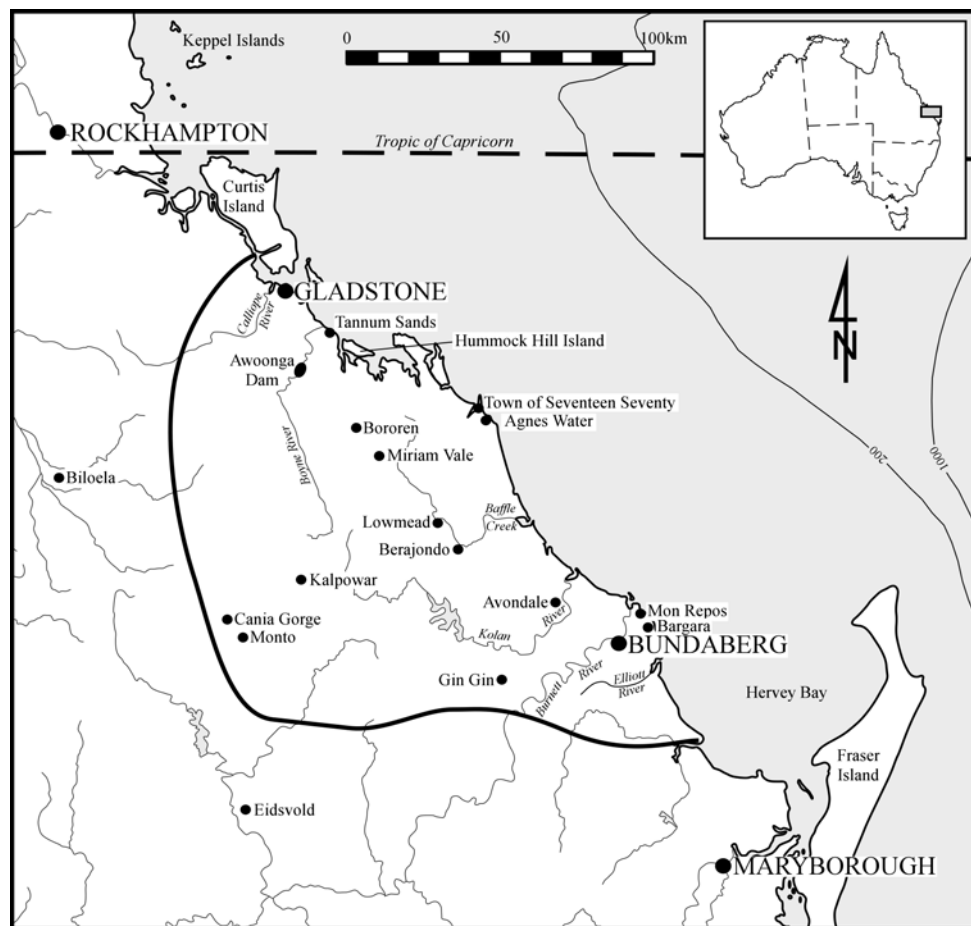 Keppel Islands
0 50 100km
ROCKHAMPTON
Tropic of Capricorn
Curtis
Island
GLADSTONE
Calliope
River
Tannum Sands
Hummock Hill Island
N
Awoonga
Dam
Town of Seventeen Seventy
Agnes Water
Bororen
Boyne River
Miriam Vale
200
1000
Biloela
Lowmead
Baffle
Creek
Berajondo
Kalpowar
Avondale
Mon Repos
Cania Gorge
Bargara
Monto
Kolan
River
BUNDABERG
Gin Gin
Burnett
River
Elliott
River
Hervey Bay
Fraser
Island
Eidsvold
MARYBOROUGH